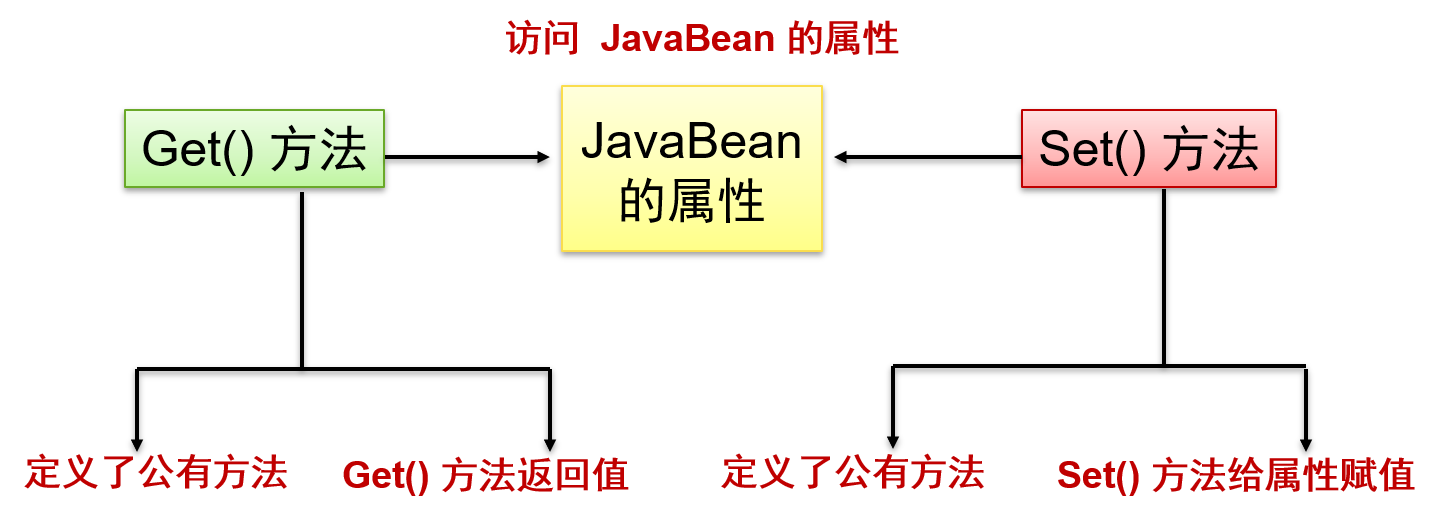 访问 JavaBean 的属性
Get() 方法
JavaBean
的属性
Set() 方法
定义了公有方法
Get() 方法返回值
定义了公有方法
Set() 方法给属性赋值